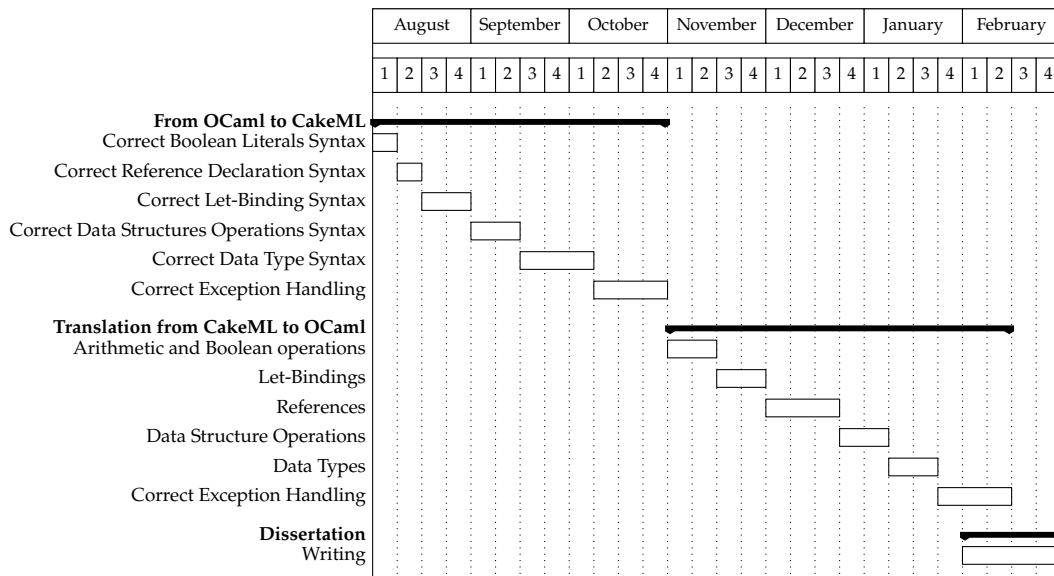 August September October November December January February
1 2 3 4 1 2 3 4 1 2 3 4 1 2 3 4 1 2 3 4 1 2 3 4 1 2 3 4
From OCaml to CakeML
Correct Boolean Literals Syntax
Correct Reference Declaration Syntax
Correct Let-Binding Syntax
Correct Data Structures Operations Syntax
Correct Data Type Syntax
Correct Exception Handling
Translation from CakeML to OCaml
Arithmetic and Boolean operations
Let-Bindings
References
Data Structure Operations
Data Types
Correct Exception Handling
Dissertation
Writing